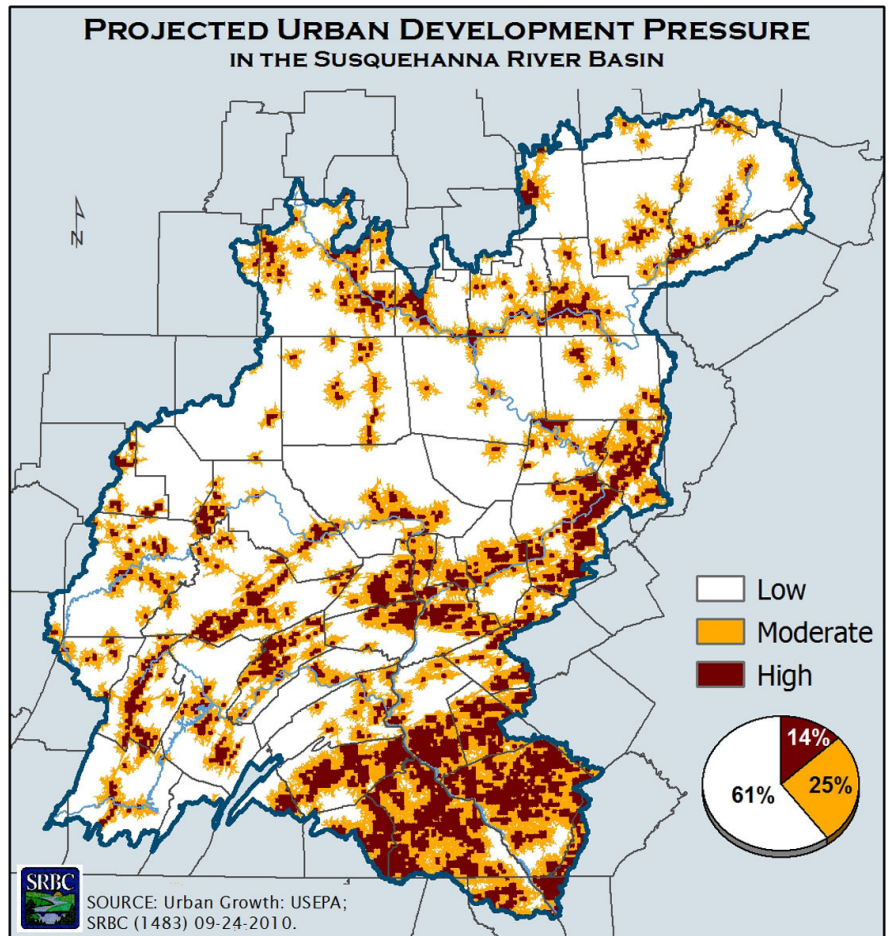 PROJECTED URBAN DEVELOPMENT PRESSURE
IN THE SUSQUEHANNA RIVER BASIN
N
Low
Moderate
High
14%
61%
25%
SRBC
SOURCE: Urban Growth: USEPA;
SRBC (1483) 09-24-2010.